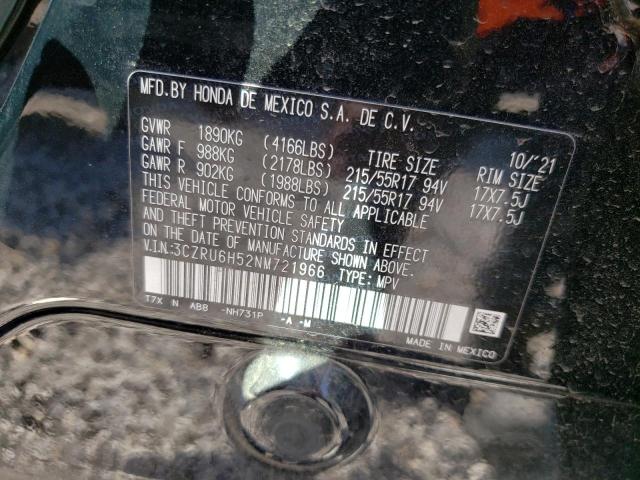 MFD.BY HONDA DE MEXICO S.A. DE C.V.
10/'21
GVWR 1890KG (4166LBS) TIRE SIZE RIM SIZE
GAWR F 988KG (2178LBS) 215/55R17 94V 17X7.5J
GAWR R 902KG (1988LBS) 215/55R17 94V 17X7.5J
THIS VEHICLE CONFORMS TO ALL APPLICABLE
FEDERAL MOTOR VEHICLE SAFETY
AND THEFT PREVENTION STANDARDS IN EFFECT
ON THE DATE OF MANUFACTURE SHOWN ABOVE.
V.I.N:3CZRU6H52NM721966 TYPE:MPV
T7X N ABB -NH731P -A -M
MADE IN MEXICO